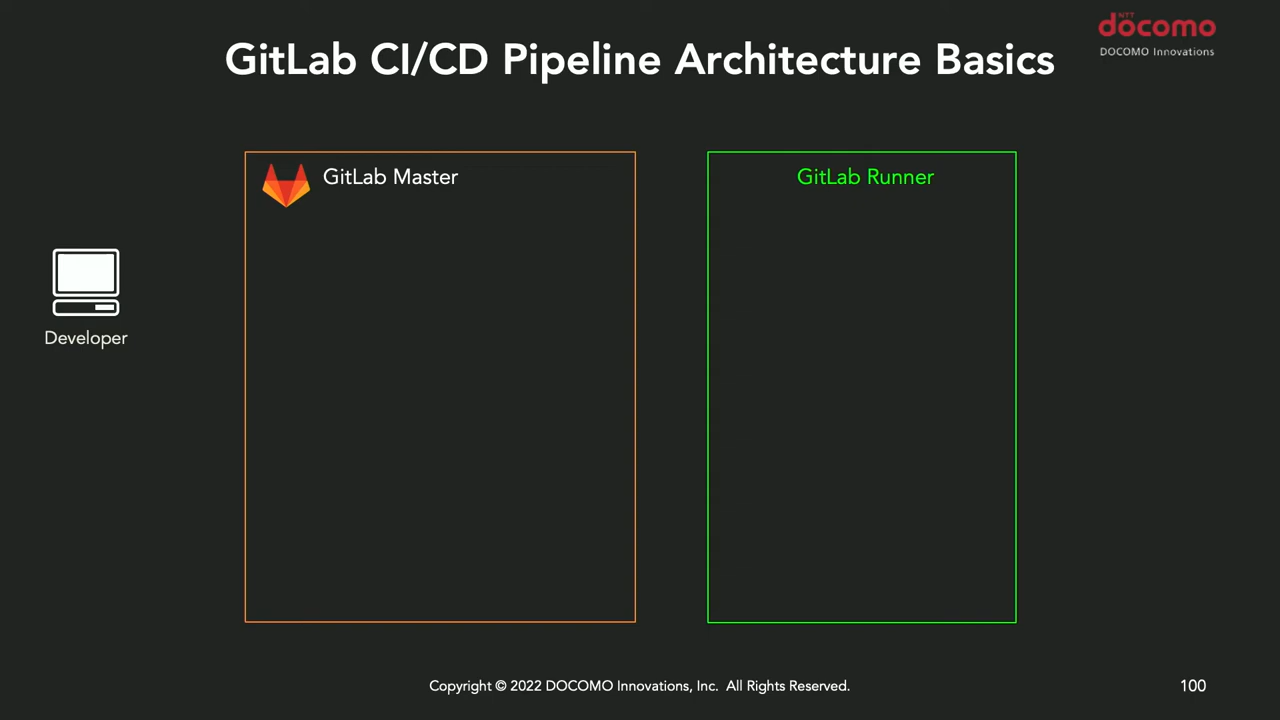 NTT
docomo
DOCOMO Innovations
GitLab CI/CD Pipeline Architecture Basics
GitLab Master
GitLab Runner
Developer
Copyright © 2022 DOCOMO Innovations, Inc. All Rights Reserved.
100